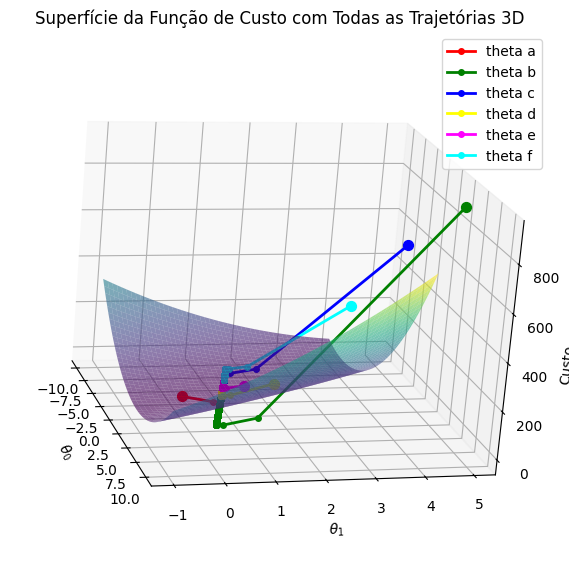 Superfície da Função de Custo com Todas as Trajetórias 3D
theta a
theta b
theta c
theta d
theta e
theta f
800
600
400
200
0
Custo
−10.0
−7.5
−5.0
−2.5
0.0
2.5
5.0
7.5
10.0
θ₀
−1
0
1
2
3
4
5
θ₁